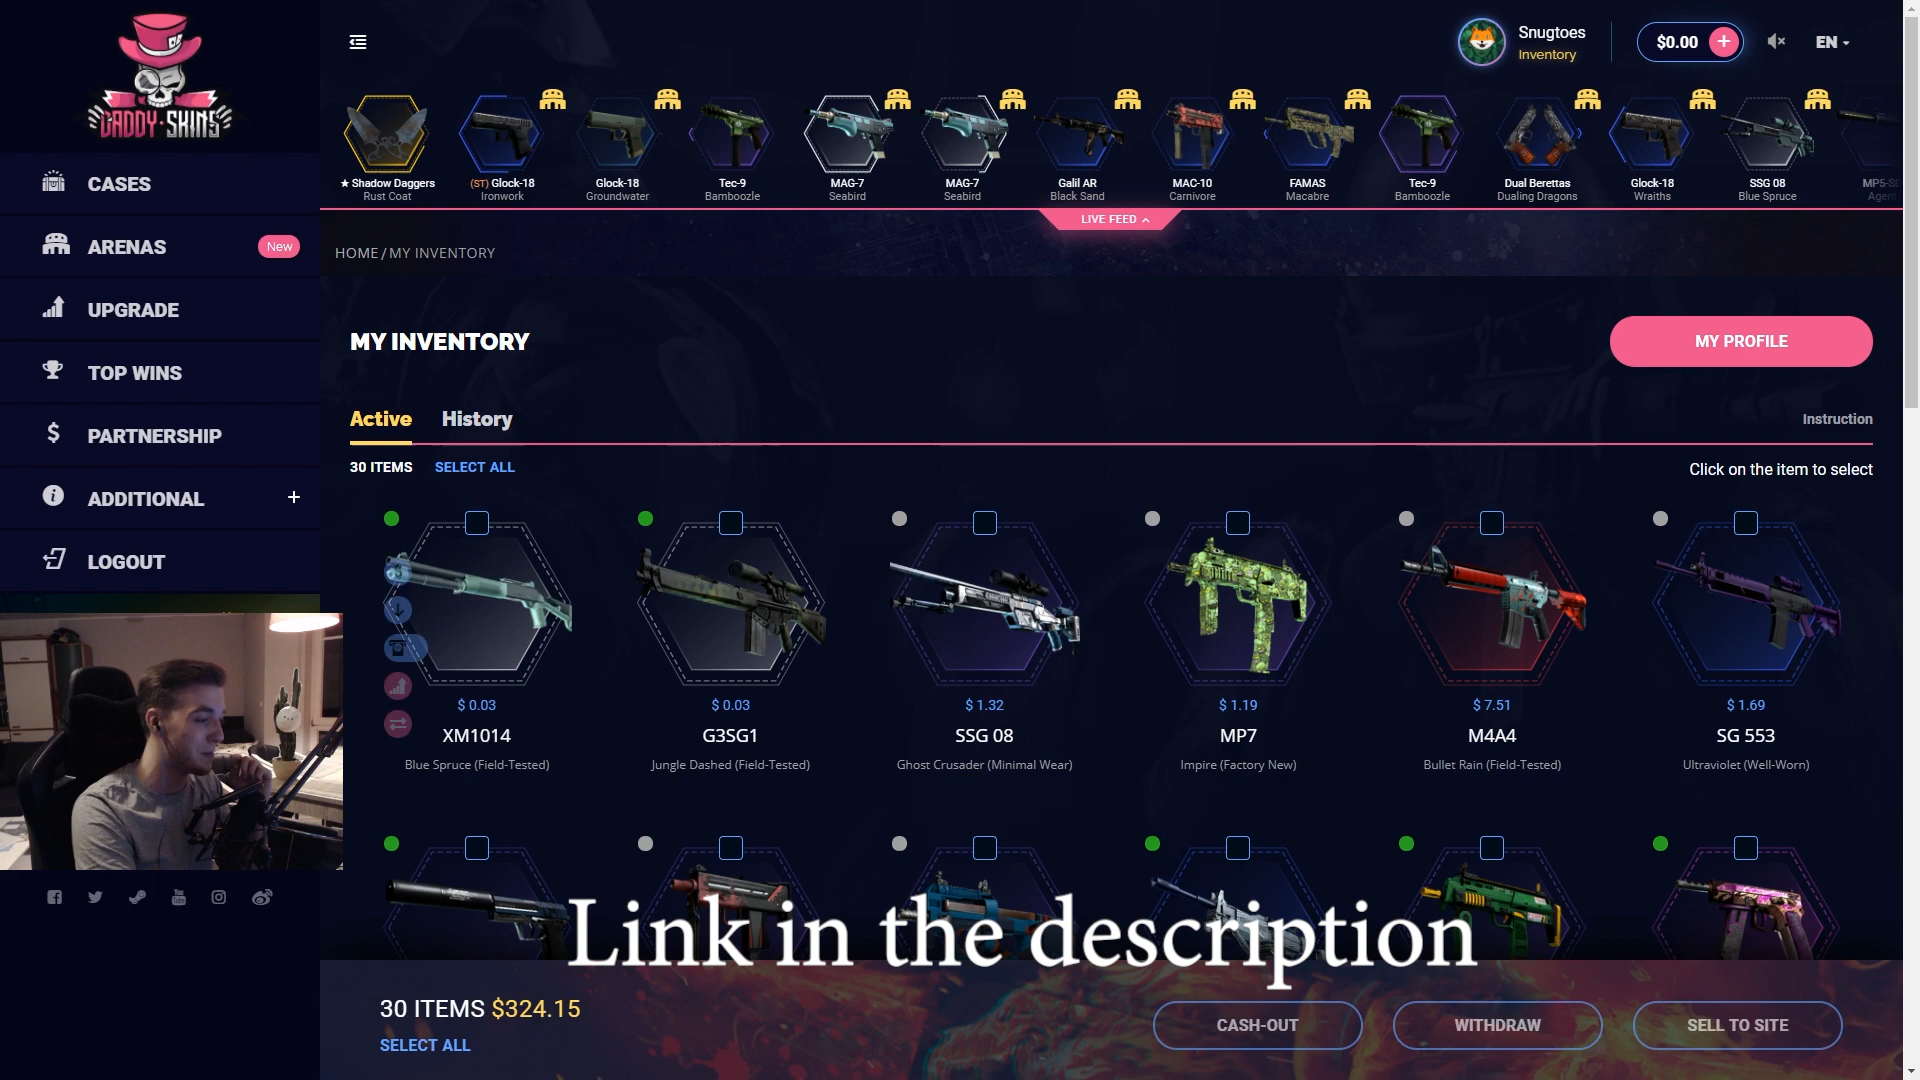 DADDY SKINS
CASES
ARENAS New
UPGRADE
TOP WINS
PARTNERSHIP
ADDITIONAL +
LOGOUT
Snugtoes
Inventory
$0.00 +
EN
★ Shadow Daggers
Rust Coat
(ST) Glock-18
Ironwork
Glock-18
Groundwater
Tec-9
Bamboozle
MAG-7
Seabird
MAG-7
Seabird
Galil AR
Black Sand
MAC-10
Carnivore
FAMAS
Macabre
Tec-9
Bamboozle
Dual Berettas
Dualing Dragons
Glock-18
Wraiths
SSG 08
Blue Spruce
LIVE FEED
HOME / MY INVENTORY
MY INVENTORY
MY PROFILE
Active History
Instruction
30 ITEMS SELECT ALL
Click on the item to select
$ 0.03
XM1014
Blue Spruce (Field-Tested)
$ 0.03
G3SG1
Jungle Dashed (Field-Tested)
$ 1.32
SSG 08
Ghost Crusader (Minimal Wear)
$ 1.19
MP7
Impire (Factory New)
$ 7.51
M4A4
Bullet Rain (Field-Tested)
$ 1.69
SG 553
Ultraviolet (Well-Worn)
Link in the description
30 ITEMS $324.15
SELECT ALL
CASH-OUT
WITHDRAW
SELL TO SITE